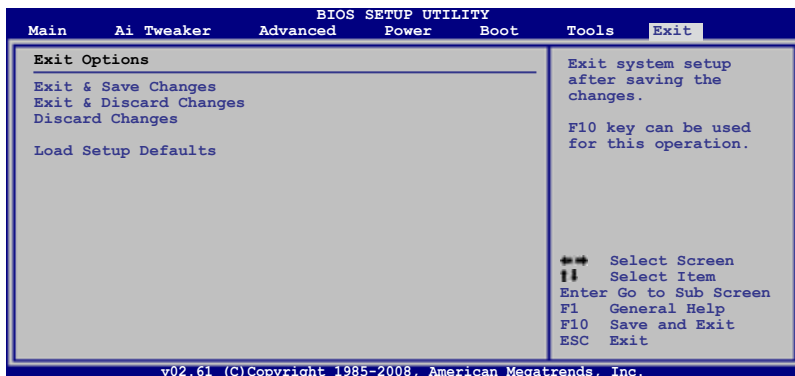 BIOS SETUP UTILITY
Main Ai Tweaker Advanced Power Boot Tools Exit
Exit Options
Exit & Save Changes
Exit & Discard Changes
Discard Changes
Load Setup Defaults
Exit system setup
after saving the
changes.
F10 key can be used
for this operation.
Select Screen
Select Item
Enter Go to Sub Screen
F1 General Help
F10 Save and Exit
ESC Exit
v02.61 (C)Copyright 1985-2008, American Megatrends, Inc.